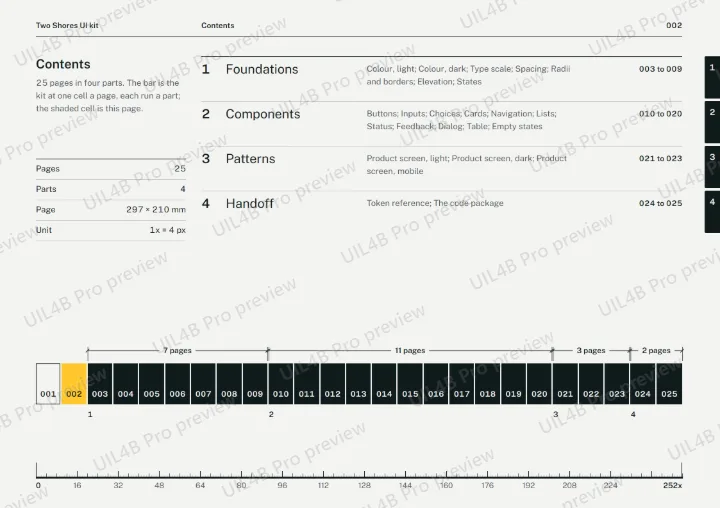 Two Shores UI kit
Contents
002
Contents
25 pages in four parts. The bar is the
kit at one cell a page, each run a part;
the shaded cell is this page.
Pages 25
Parts 4
Page 297 × 210 mm
Unit 1x = 4 px
1 Foundations
Colour, light; Colour, dark; Type scale; Spacing; Radii
and borders; Elevation; States
003 to 009
2 Components
Buttons; Inputs; Choices; Cards; Navigation; Lists;
Status; Feedback; Dialog; Table; Empty states
010 to 020
3 Patterns
Product screen, light; Product screen, dark; Product
screen, mobile
021 to 023
4 Handoff
Token reference; The code package
024 to 025
1
2
3
4
7 pages 11 pages 3 pages 2 pages
001 002 003 004 005 006 007 008 009 010 011 012 013 014 015 016 017 018 019 020 021 022 023 024 025
1 2 3 4
0 16 32 48 64 80 96 112 128 144 160 176 192 208 224 252x
UIL4B Pro preview